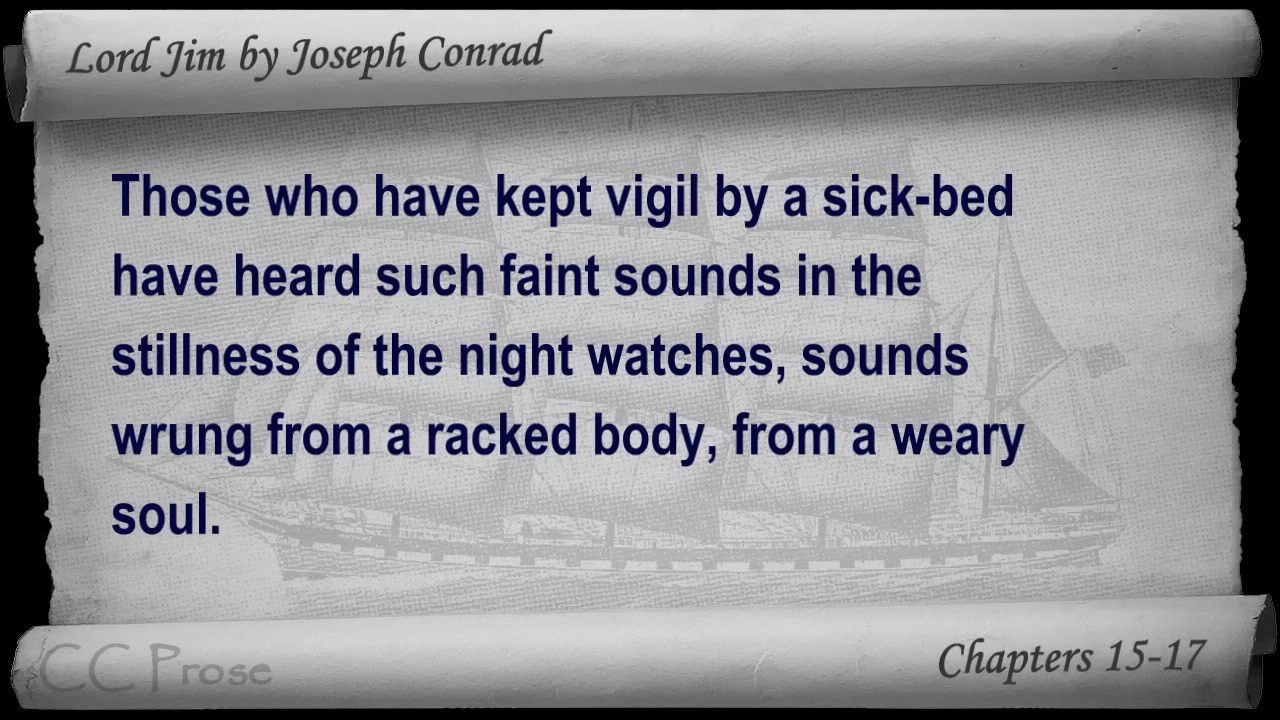 Lord Jim by Joseph Conrad
Those who have kept vigil by a sick-bed
have heard such faint sounds in the
stillness of the night watches, sounds
wrung from a racked body, from a weary
soul.
CC Prose
Chapters 15-17